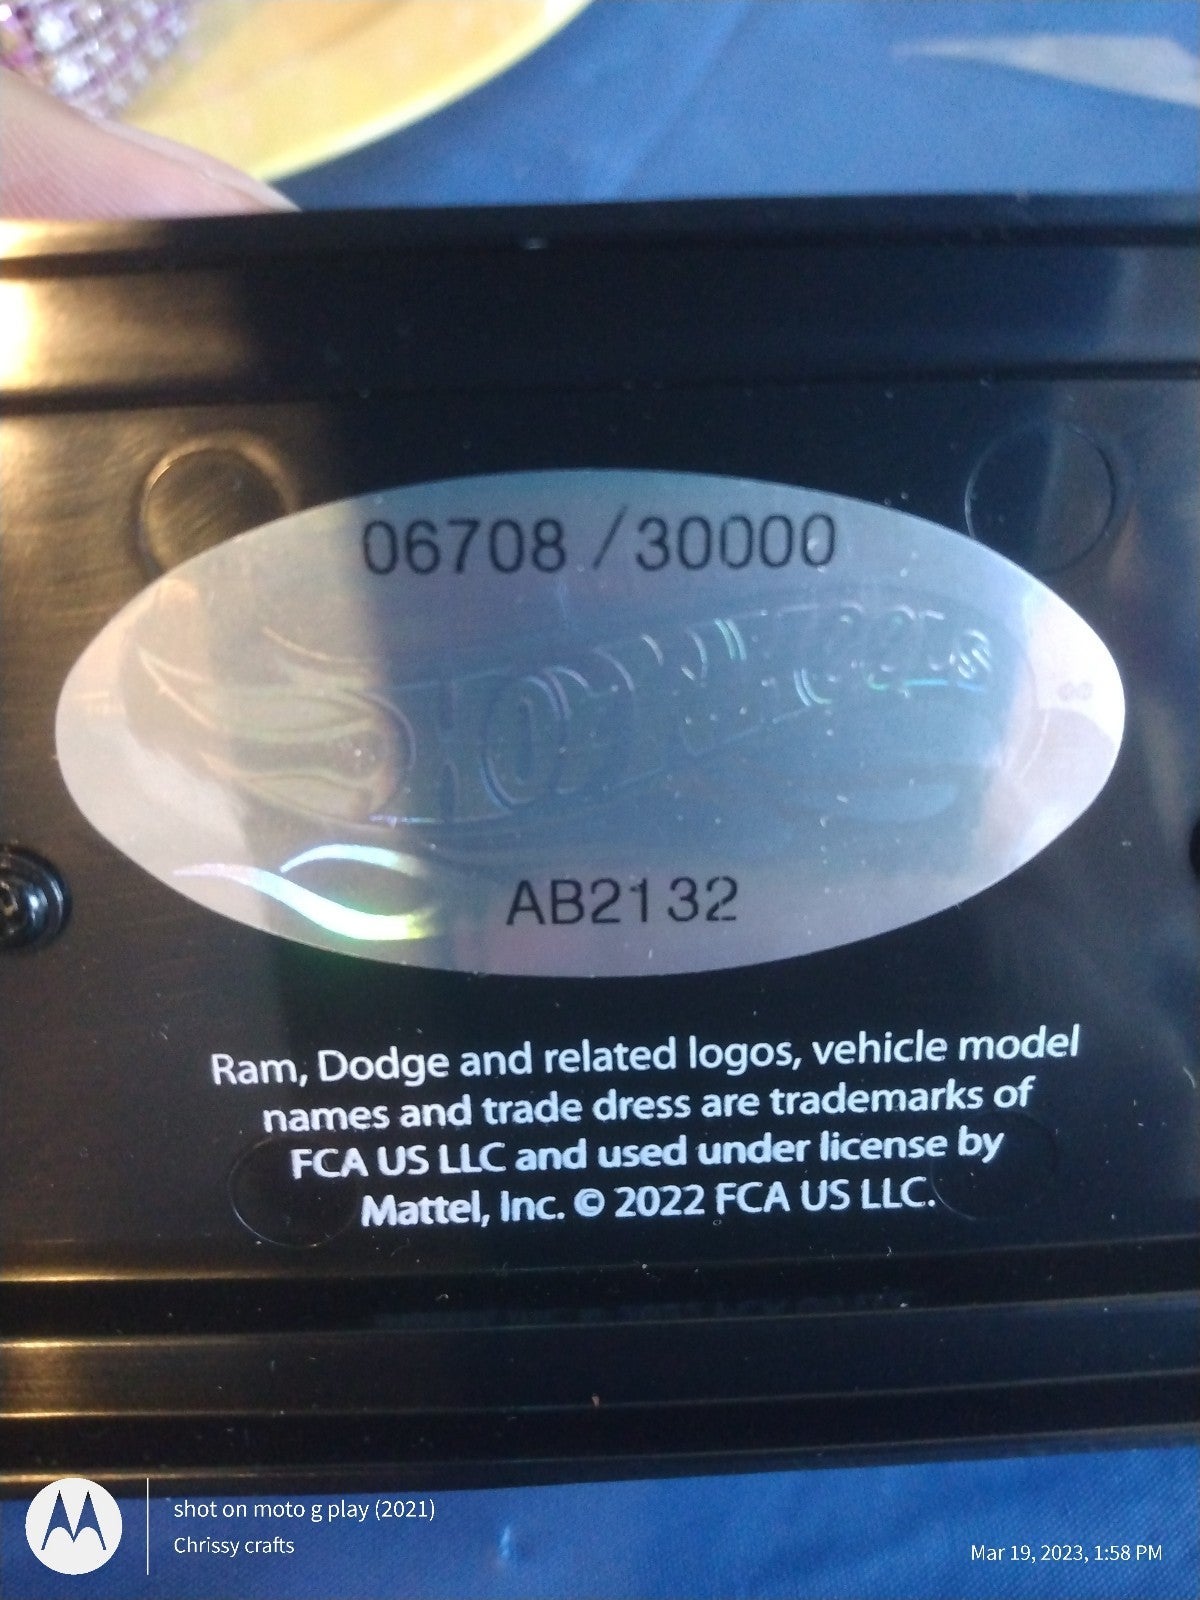 06708 /30000
HOT WHEELS
AB2132
Ram, Dodge and related logos, vehicle model
names and trade dress are trademarks of
FCA US LLC and used under license by
Mattel, Inc. © 2022 FCA US LLC.
shot on moto g play (2021)
Chrissy crafts
Mar 19, 2023, 1:58 PM